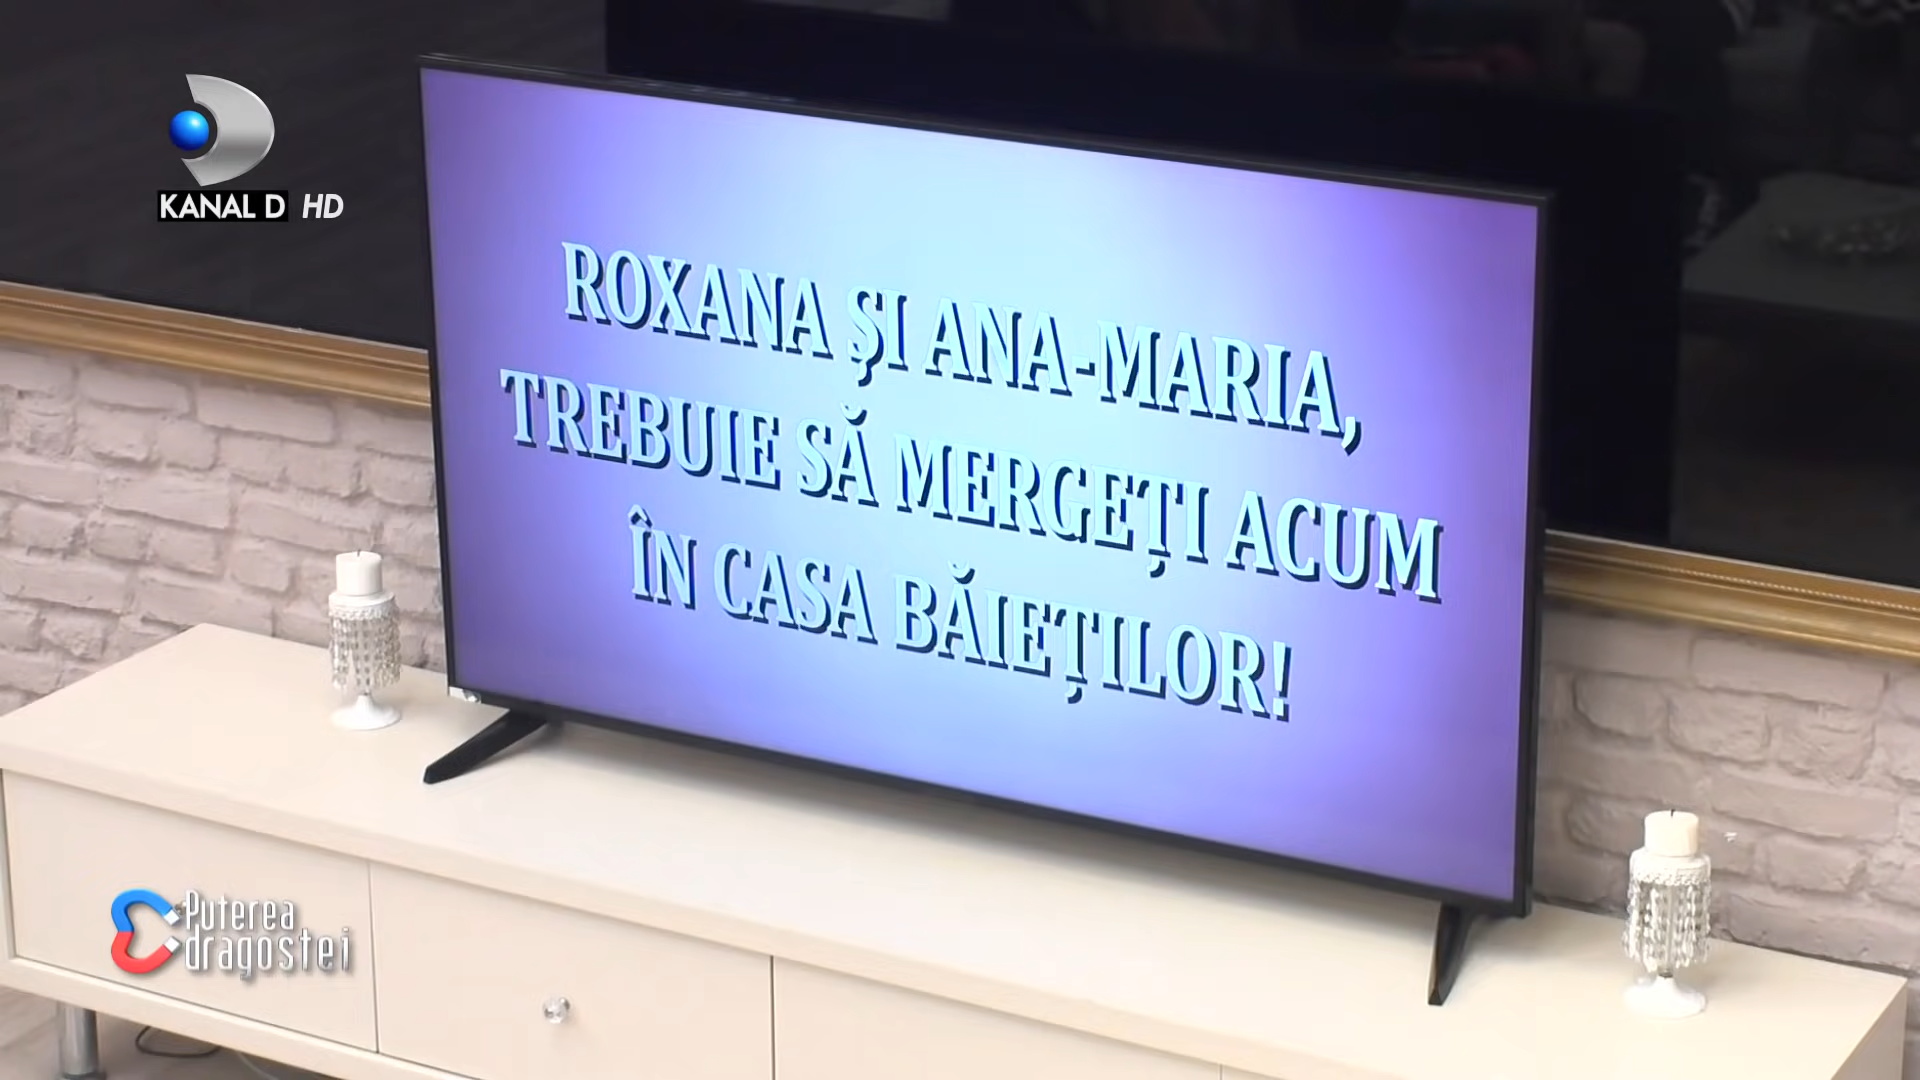 KANAL D HD
ROXANA ȘI ANA-MARIA,
TREBUIE SĂ MERGEȚI ACUM
ÎN CASA BĂIEȚILOR!
Puterea
dragostei